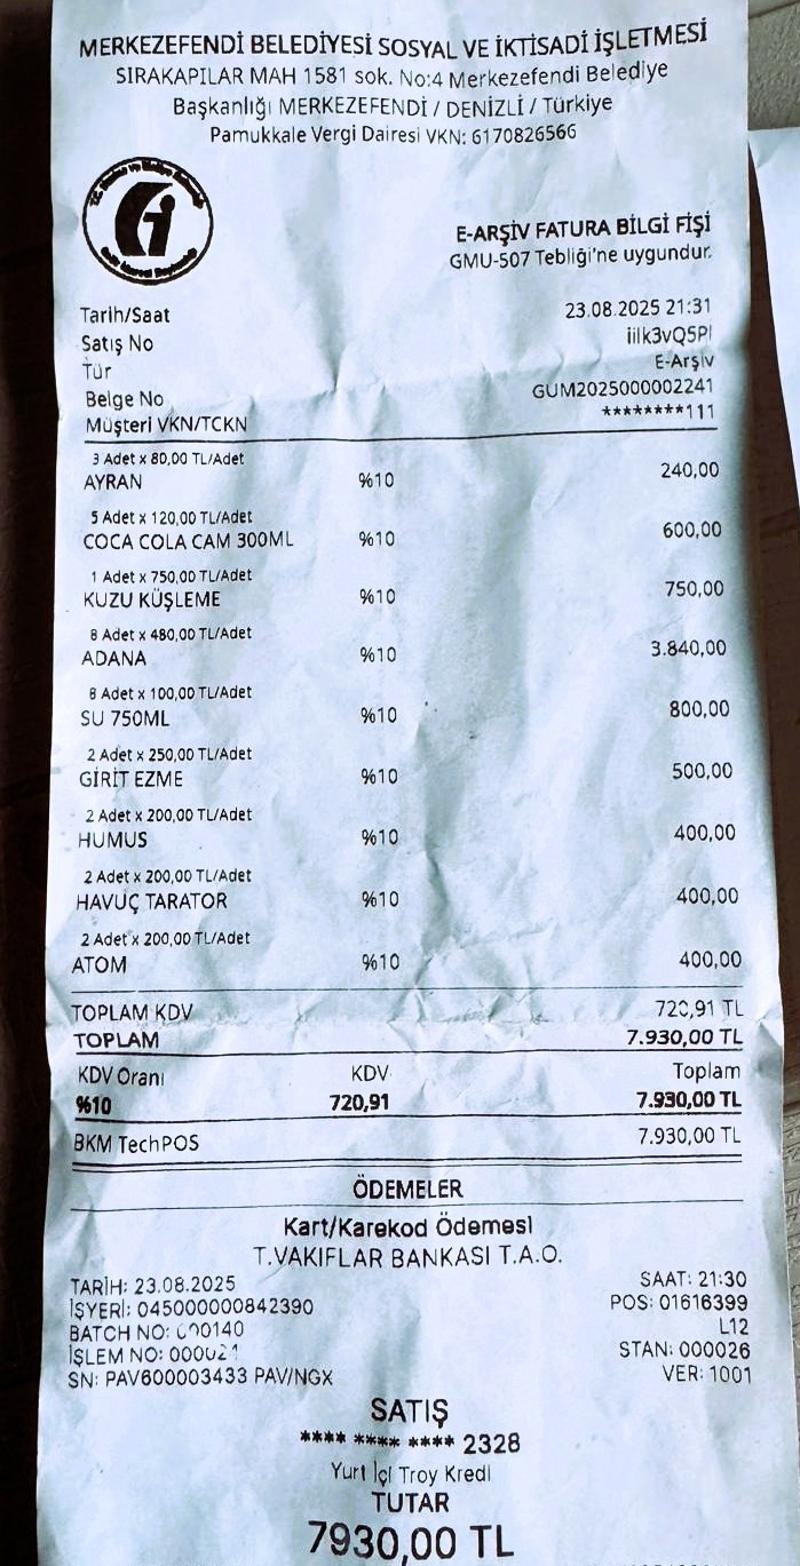 MERKEZEFENDİ BELEDİYESİ SOSYAL VE İKTİSADİ İŞLETMESİ
SIRAKAPILAR MAH 1581 sok. No:4 Merkezefendi Belediye
Başkanlığı MERKEZEFENDİ / DENİZLİ / Türkiye
Pamukkale Vergi Dairesi VKN: 6170826566
E-ARŞİV FATURA BİLGİ FİŞİ
GMU-507 Tebliği'ne uygundur.
Tarih/Saat 23.08.2025 21:31
Satış No iilk3vQ5Pl
Tür E-Arşiv
Belge No GUM2025000002241
Müşteri VKN/TCKN ********111
3 Adet x 80,00 TL/Adet
AYRAN %10 240,00
5 Adet x 120,00 TL/Adet
COCA COLA CAM 300ML %10 600,00
1 Adet x 750,00 TL/Adet
KUZU KÜŞLEME %10 750,00
8 Adet x 480,00 TL/Adet
ADANA %10 3.840,00
8 Adet x 100,00 TL/Adet
SU 750ML %10 800,00
2 Adet x 250,00 TL/Adet
GİRİT EZME %10 500,00
2 Adet x 200,00 TL/Adet
HUMUS %10 400,00
2 Adet x 200,00 TL/Adet
HAVUÇ TARATOR %10 400,00
2 Adet x 200,00 TL/Adet
ATOM %10 400,00
TOPLAM KDV 720,91 TL
TOPLAM 7.930,00 TL
KDV Oranı KDV Toplam
%10 720,91 7.930,00 TL
BKM TechPOS 7.930,00 TL
ÖDEMELER
Kart/Karekod Ödemesi
T.VAKIFLAR BANKASI T.A.O.
TARİH: 23.08.2025 SAAT: 21:30
İŞYERİ: 045000000842390 POS: 01616399
BATCH NO: 000140 L12
İŞLEM NO: STAN: 000026
SN: PAV600003433 PAV/NGX VER: 1001
SATIŞ
**** **** **** 2328
Yurt İçi Troy Kredi
TUTAR
7930,00 TL